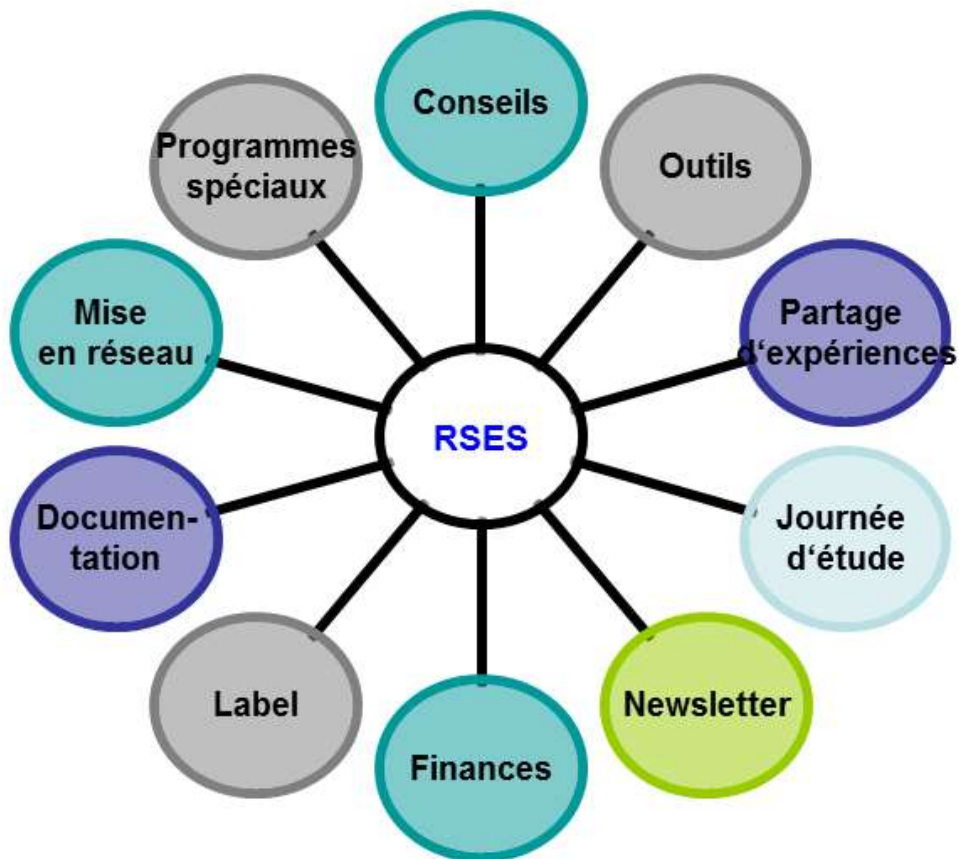 Conseils
Outils
Partage
d‘expériences
Journée
d‘étude
Newsletter
Finances
Label
Documen-
tation
Mise
en réseau
Programmes
spéciaux
RSES